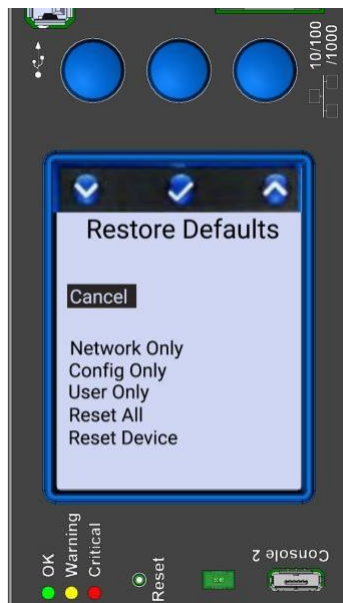 10/100
/1000
Restore Defaults
Cancel
Network Only
Config Only
User Only
Reset All
Reset Device
OK
Warning
Critical
Reset
Console 2